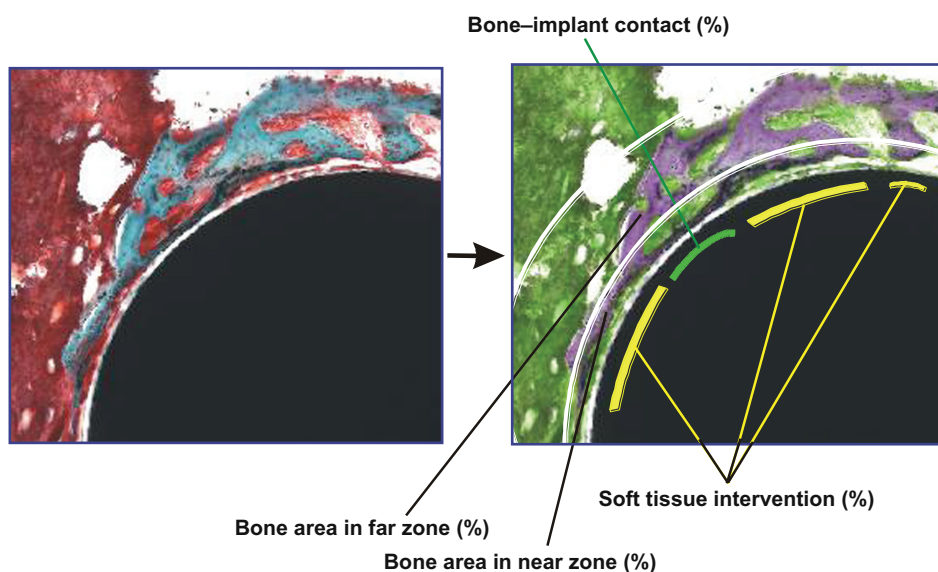 Bone–implant contact (%)
Soft tissue intervention (%)
Bone area in far zone (%)
Bone area in near zone (%)